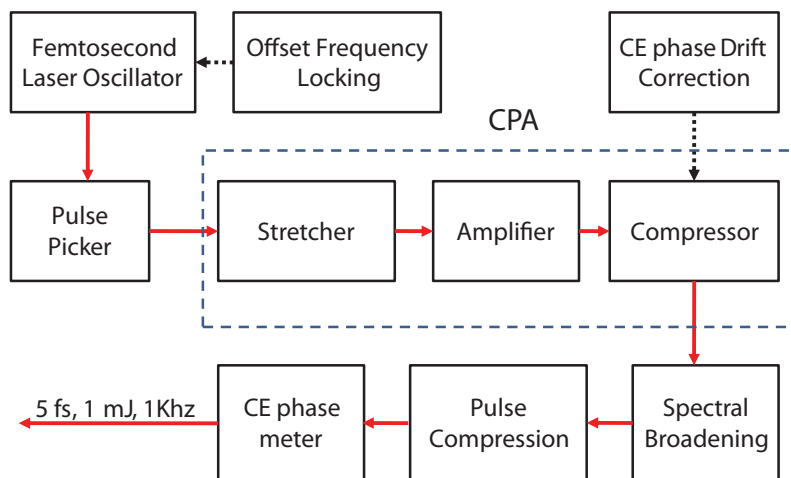 Femtosecond
Laser Oscillator
Offset Frequency
Locking
CE phase Drift
Correction
CPA
Pulse
Picker
Stretcher
Amplifier
Compressor
5 fs, 1 mJ, 1Khz
CE phase
meter
Pulse
Compression
Spectral
Broadening